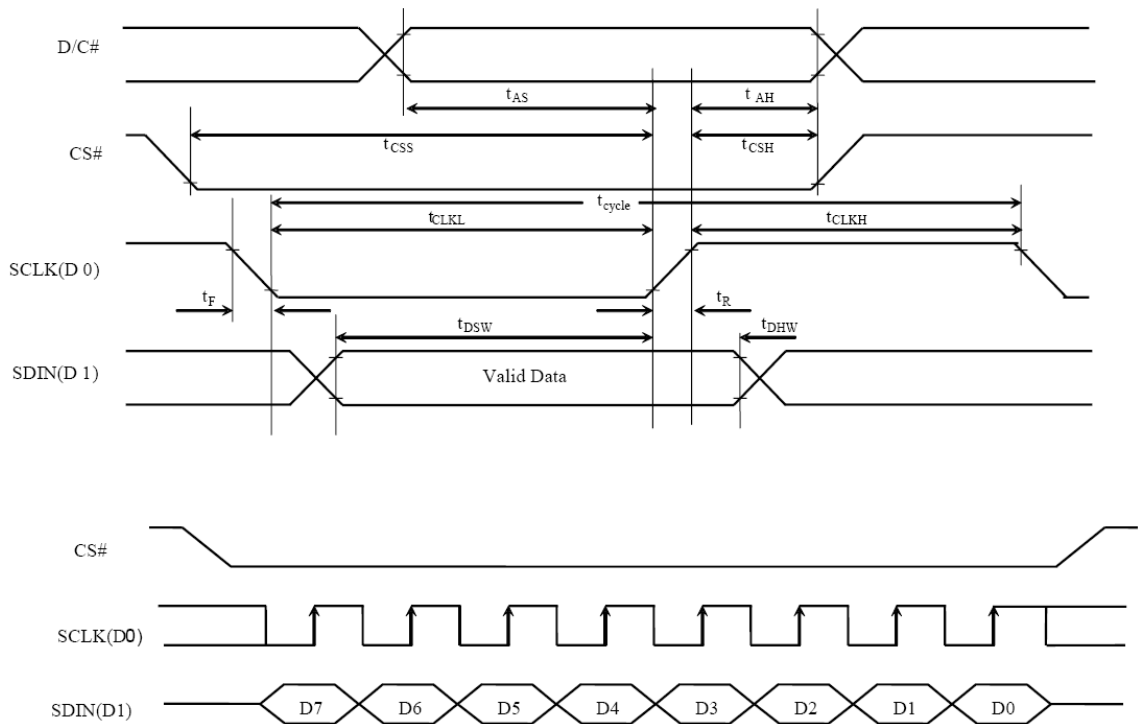 D/C#
tAS
t AH
tCSS
tCSH
CS#
tcycle
tCLKL
tCLKH
SCLK(D 0)
tF
tR
tDSW
tDHW
SDIN(D 1)
Valid Data
CS#
SCLK(D0)
SDIN(D1)
D7 D6 D5 D4 D3 D2 D1 D0